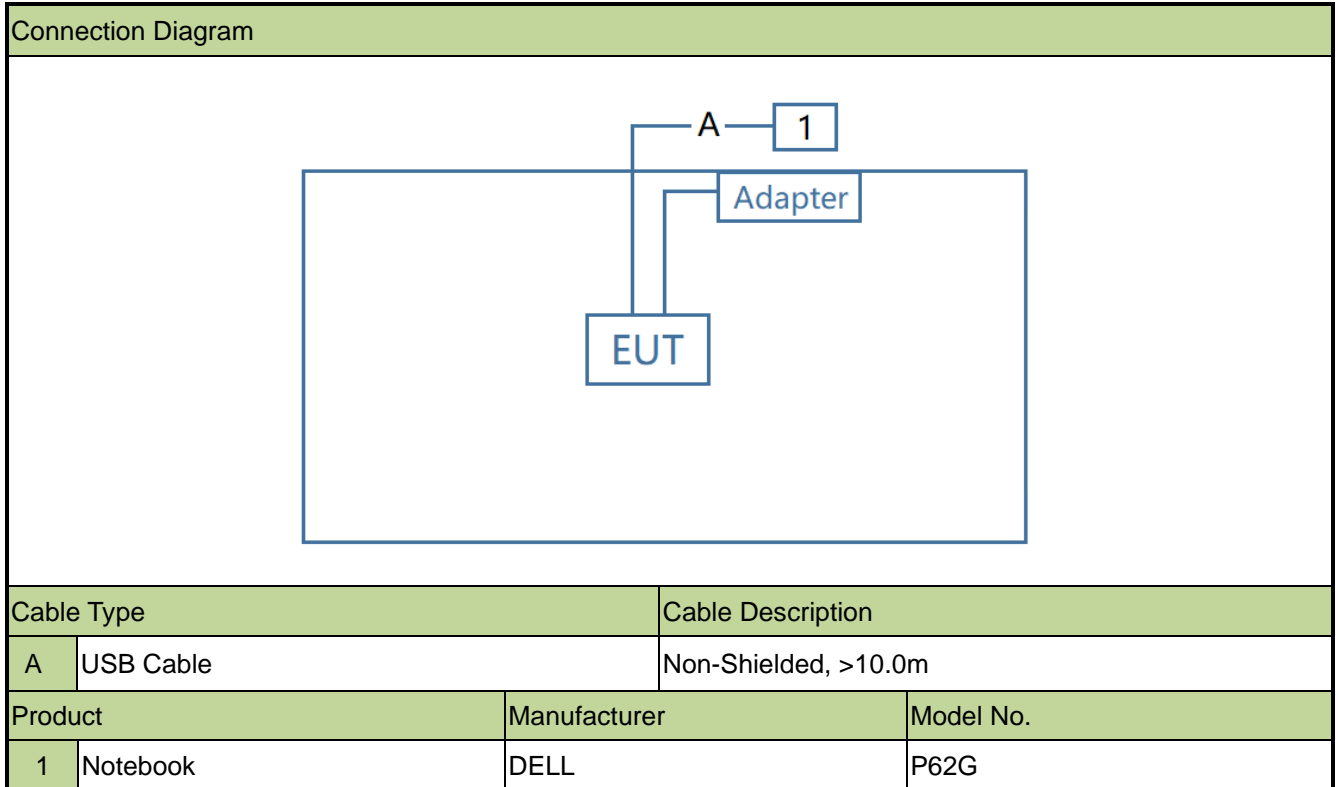 Connection Diagram
A 1
Adapter
EUT
Cable Type Cable Description
A USB Cable Non-Shielded, >10.0m
Product Manufacturer Model No.
1 Notebook DELL P62G